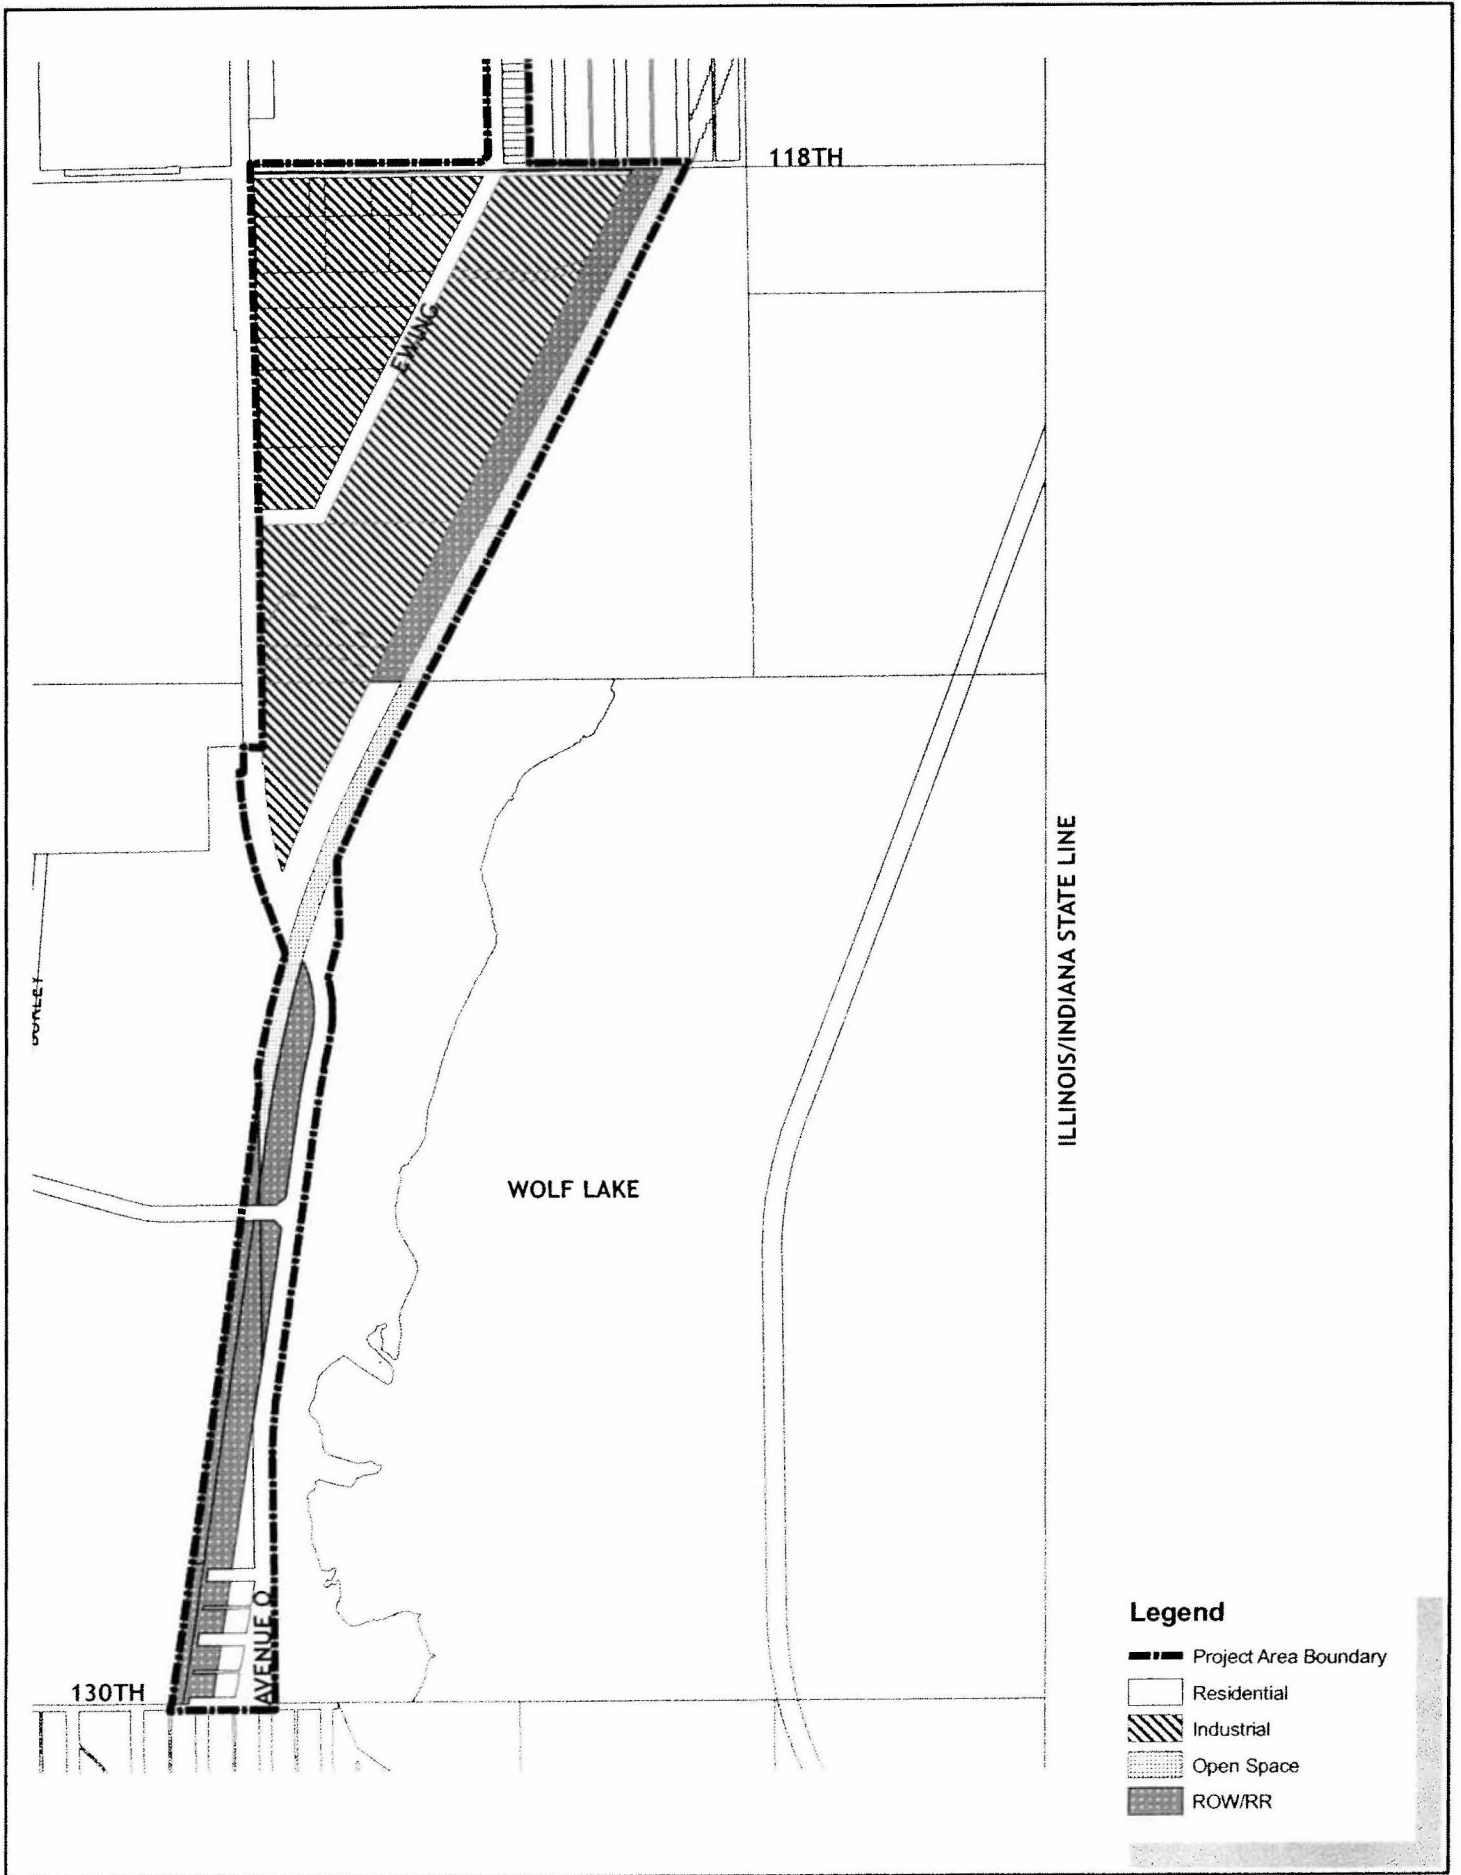 118TH
EWING
ILLINOIS/INDIANA STATE LINE
WOLF LAKE
AVENUE O
130TH
Legend
Project Area Boundary
Residential
Industrial
Open Space
ROW/RR